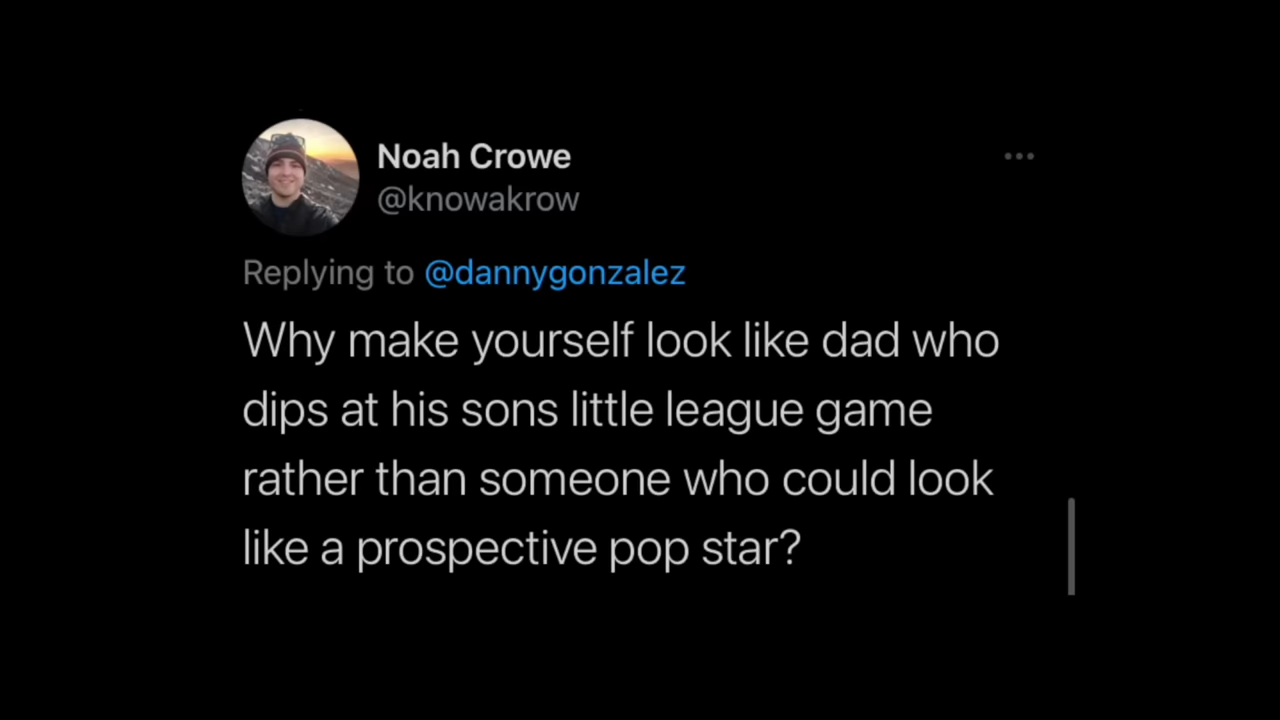 Noah Crowe
@knowakrow
Replying to @dannygonzalez
Why make yourself look like dad who
dips at his sons little league game
rather than someone who could look
like a prospective pop star?